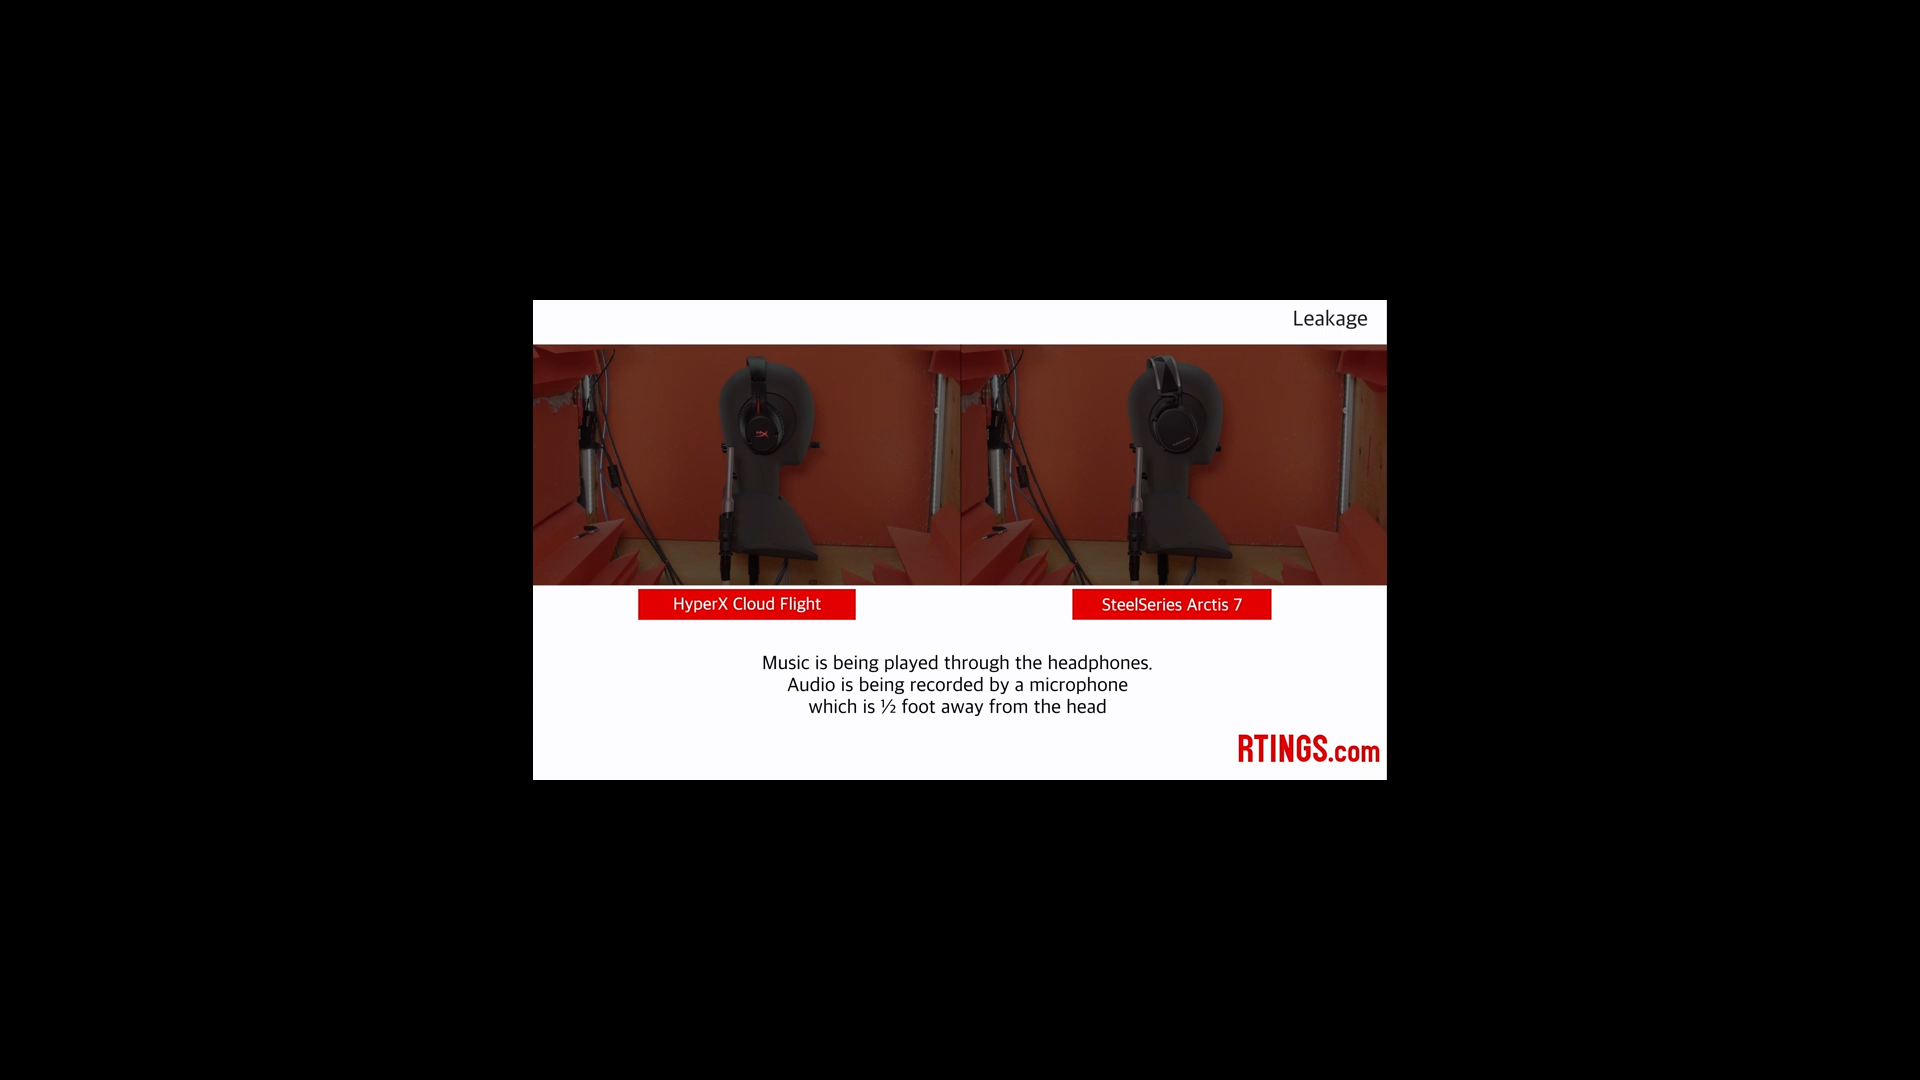 Leakage
HyperX Cloud Flight
SteelSeries Arctis 7
Music is being played through the headphones.
Audio is being recorded by a microphone
which is ½ foot away from the head
RTINGS.com